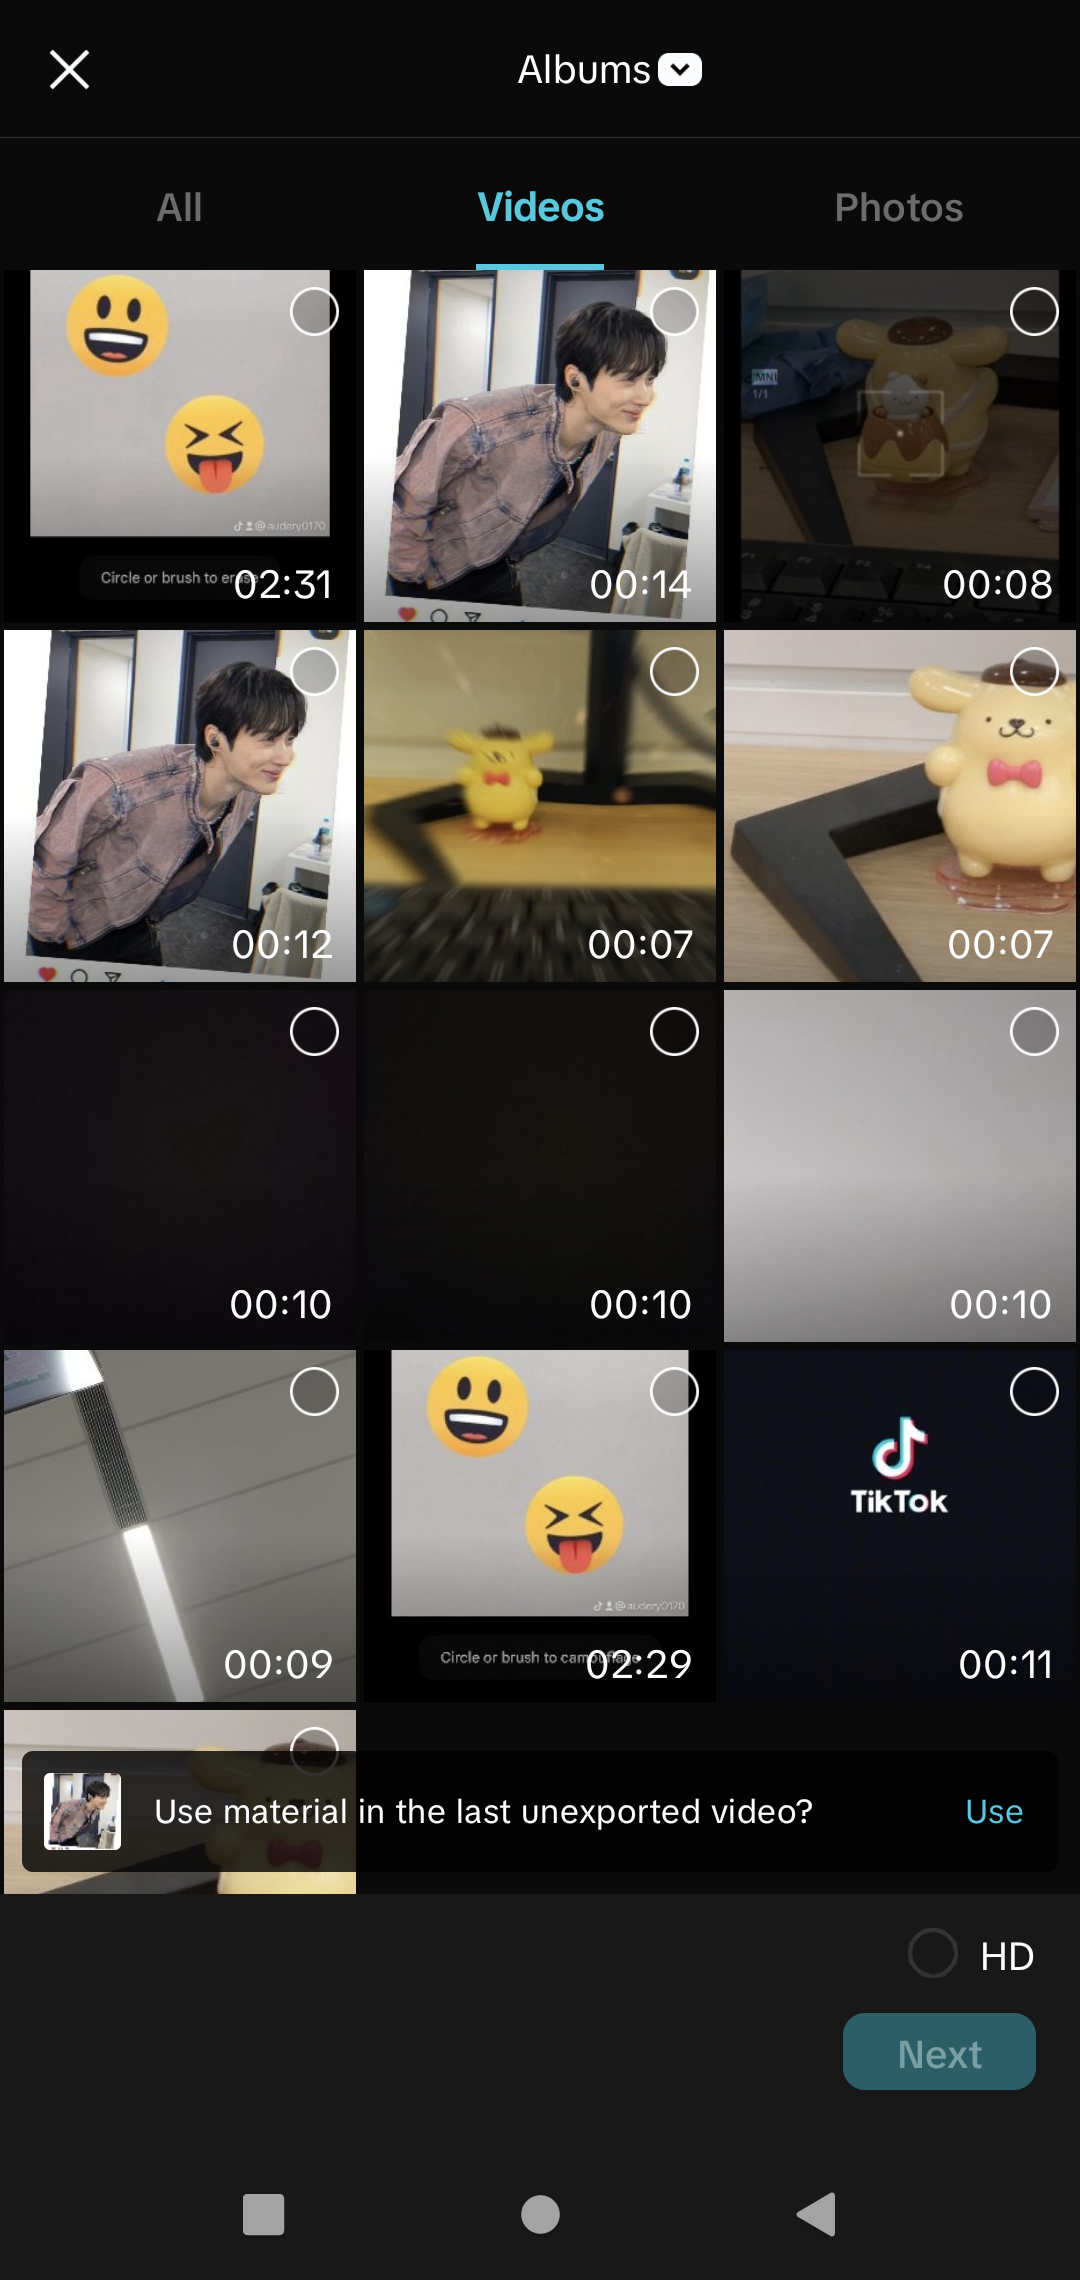 Albums
All
Videos
Photos
@audery0170
Circle or brush to erase
02:31
00:14
1/1
00:08
00:12
00:07
00:07
00:10
00:10
00:10
00:09
@audery0170
Circle or brush to camouflage
02:29
TikTok
00:11
Use material in the last unexported video?
Use
HD
Next